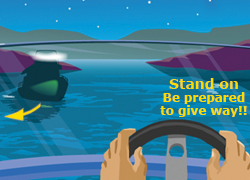 Stand on
Be prepared
to give way!!